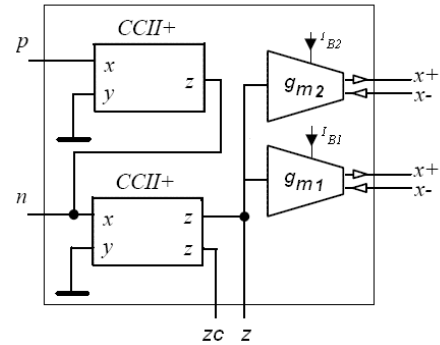 CCII+
p
x
y
z
I_B2
g_m2
x+
x-
CCII+
I_B1
g_m1
x+
x-
n
x
y
z
z
zc
z